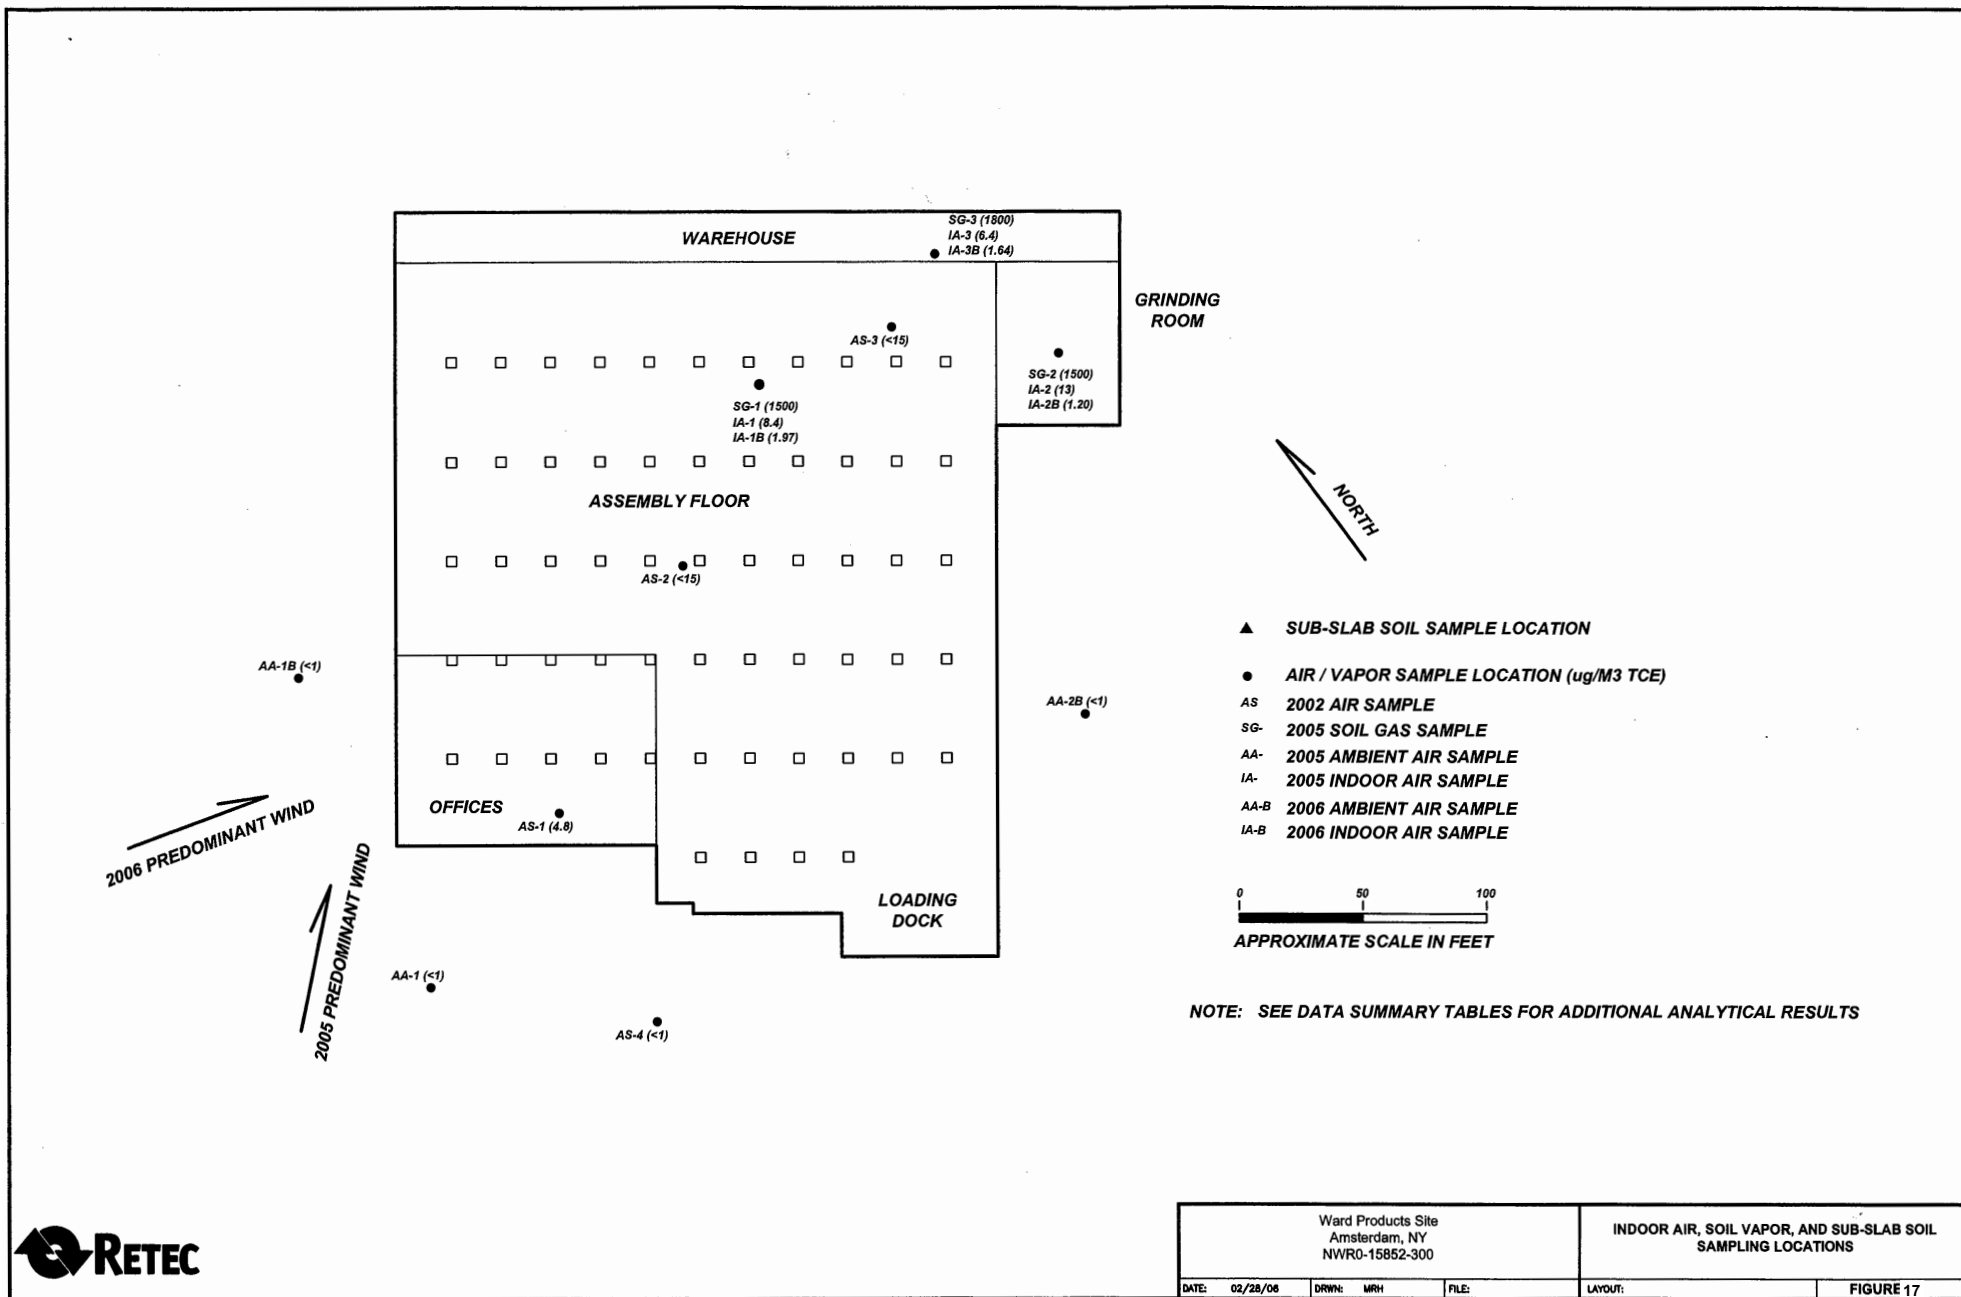 WAREHOUSE
SG-3 (1800)
IA-3 (6.4)
IA-3B (1.64)
GRINDING
ROOM
AS-3 (<15)
SG-2 (1500)
IA-2 (13)
IA-2B (1.20)
SG-1 (1500)
IA-1 (8.4)
IA-1B (1.97)
ASSEMBLY FLOOR
NORTH
AS-2 (<15)
AA-1B (<1)
AA-2B (<1)
OFFICES
AS-1 (4.8)
2006 PREDOMINANT WIND
2005 PREDOMINANT WIND
LOADING
DOCK
AA-1 (<1)
AS-4 (<1)
SUB-SLAB SOIL SAMPLE LOCATION
AIR / VAPOR SAMPLE LOCATION (ug/M3 TCE)
AS 2002 AIR SAMPLE
SG- 2005 SOIL GAS SAMPLE
AA- 2005 AMBIENT AIR SAMPLE
IA- 2005 INDOOR AIR SAMPLE
AA-B 2006 AMBIENT AIR SAMPLE
IA-B 2006 INDOOR AIR SAMPLE
0 50 100
APPROXIMATE SCALE IN FEET
NOTE: SEE DATA SUMMARY TABLES FOR ADDITIONAL ANALYTICAL RESULTS
RETEC
Ward Products Site
Amsterdam, NY
NWR0-15852-300
INDOOR AIR, SOIL VAPOR, AND SUB-SLAB SOIL
SAMPLING LOCATIONS
DATE: 02/28/06 DRWN: MRH FILE: LAYOUT: FIGURE 17